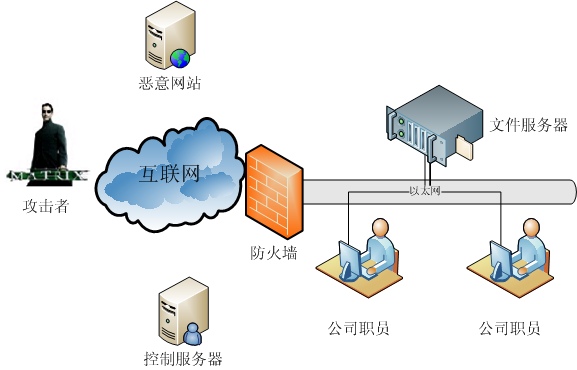 恶意网站
文件服务器
互联网
MATRIX
以太网
攻击者
防火墙
公司职员
公司职员
控制服务器